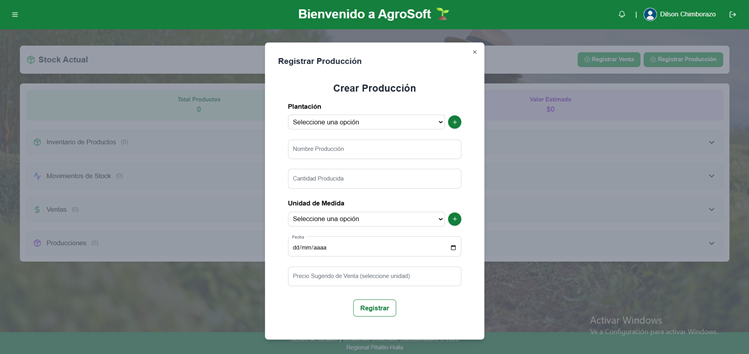 Bienvenido a AgroSoft
Dilson Chimborazo
Stock Actual
Registrar Venta
Registrar Producción
Total Productos
0
Valor Estimado
$0
Inventario de Productos (0)
Movimientos de Stock (0)
Ventas (0)
Producciones (0)
Registrar Producción
Crear Producción
Plantación
Seleccione una opción
Nombre Producción
Cantidad Producida
Unidad de Medida
Seleccione una opción
Fecha
dd/mm/aaaa
Precio Sugerido de Venta (seleccione unidad)
Registrar
Activar Windows
Ve a Configuración para activar Windows.
Regional Pitalito-Huila